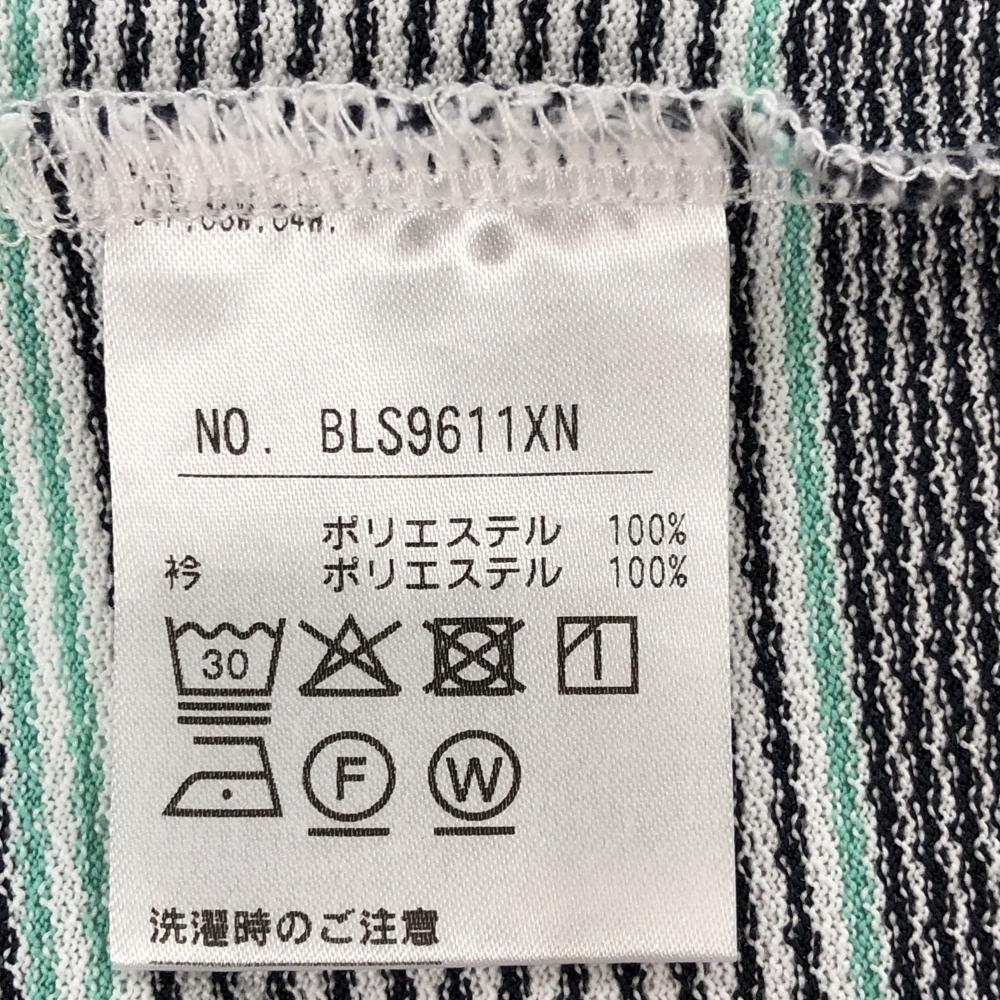 NO. BLS9611XN
ポリエステル 100%
衿 ポリエステル 100%
30
F W
洗濯時のご注意